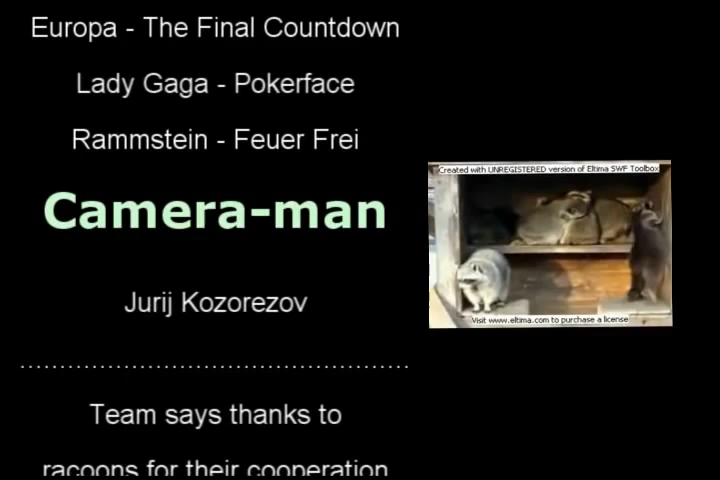 Europa - The Final Countdown
Lady Gaga - Pokerface
Rammstein - Feuer Frei
Camera-man
Jurij Kozorezov
Team says thanks to
racoons for their cooperation
Created with UNREGISTERED version of Eltima SWF Toolbox
Visit www.eltima.com to purchase a license